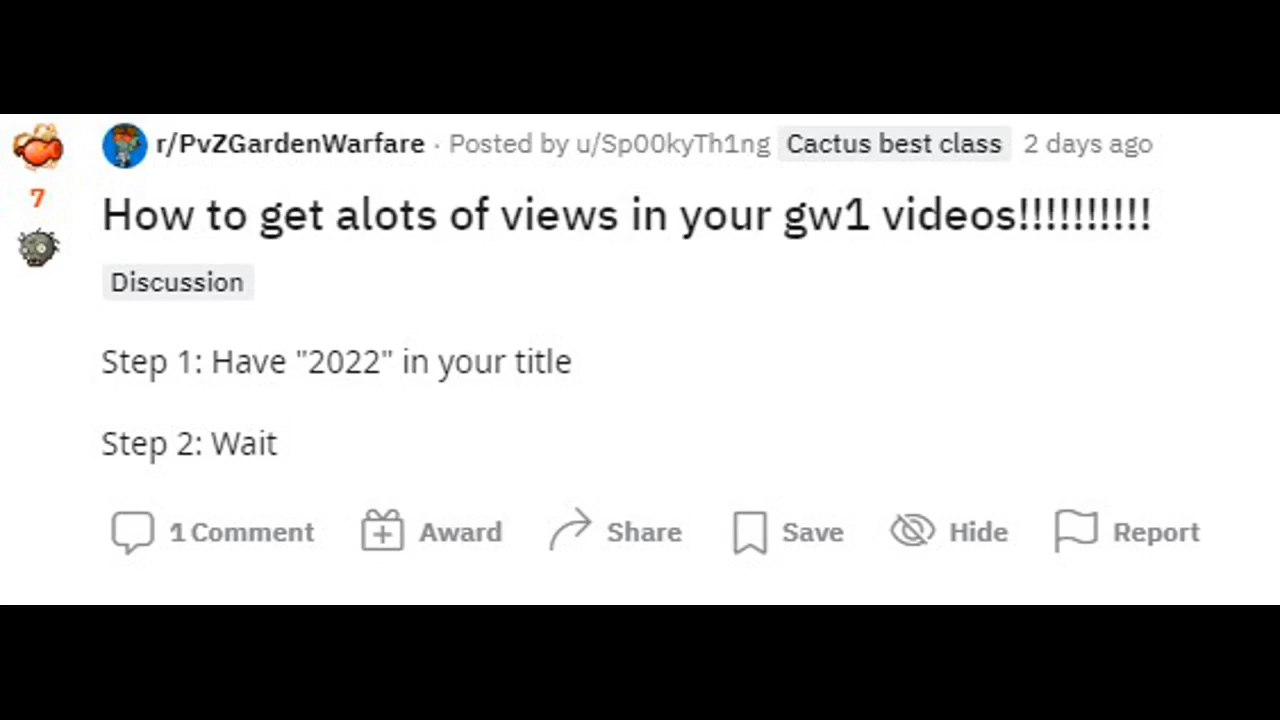 r/PvZGardenWarfare · Posted by u/Sp00kyTh1ng Cactus best class 2 days ago
7
How to get alots of views in your gw1 videos!!!!!!!!!!
Discussion
Step 1: Have "2022" in your title
Step 2: Wait
1 Comment Award Share Save Hide Report